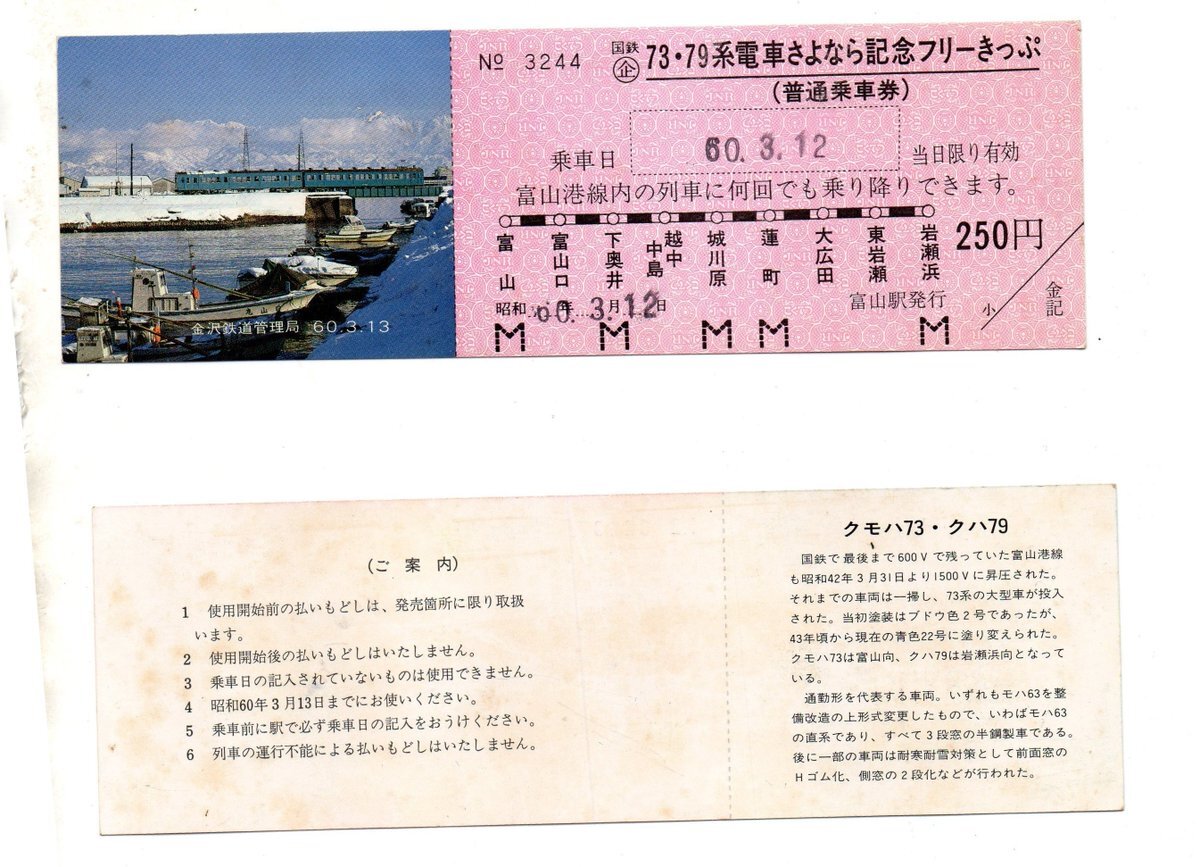 国鉄
企
73・79系電車さよなら記念フリーきっぷ
(普通乗車券)
№ 3244
60.3.12
乗車日
当日限り有効
富山港線内の列車に何回でも乗り降りできます。
富山
富山口
下奥井
越中中島
城川原
蓮町
大広田
東岩瀬
岩瀬浜
250円
昭和 60年 3月12日
富山駅発行
小
金記
M M M M M
金沢鉄道管理局 60.3.13
(ご案内)
1 使用開始前の払いもどしは、発売箇所に限り取扱
います。
2 使用開始後の払いもどしはいたしません。
3 乗車日の記入されていないものは使用できません。
4 昭和60年3月13日までにお使いください。
5 乗車前に駅で必ず乗車日の記入をおうけください。
6 列車の運行不能による払いもどしはいたしません。
クモハ73・クハ79
国鉄で最後まで600Vで残っていた富山港線
も昭和42年3月31日より1500Vに昇圧された。
それまでの車両は一掃し、73系の大型車が投入
された。当初塗装はブドウ色2号であったが、
43年頃から現在の青色22号に塗り変えられた。
クモハ73は富山向、クハ79は岩瀬浜向となって
いる。
通勤形を代表する車両。いずれもモハ63を整
備改造の上形式変更したもので、いわばモハ63
の直系であり、すべて3段窓の半鋼製車である。
後に一部の車両は耐寒耐雪対策として前面窓の
Hゴム化、側窓の2段化などが行われた。